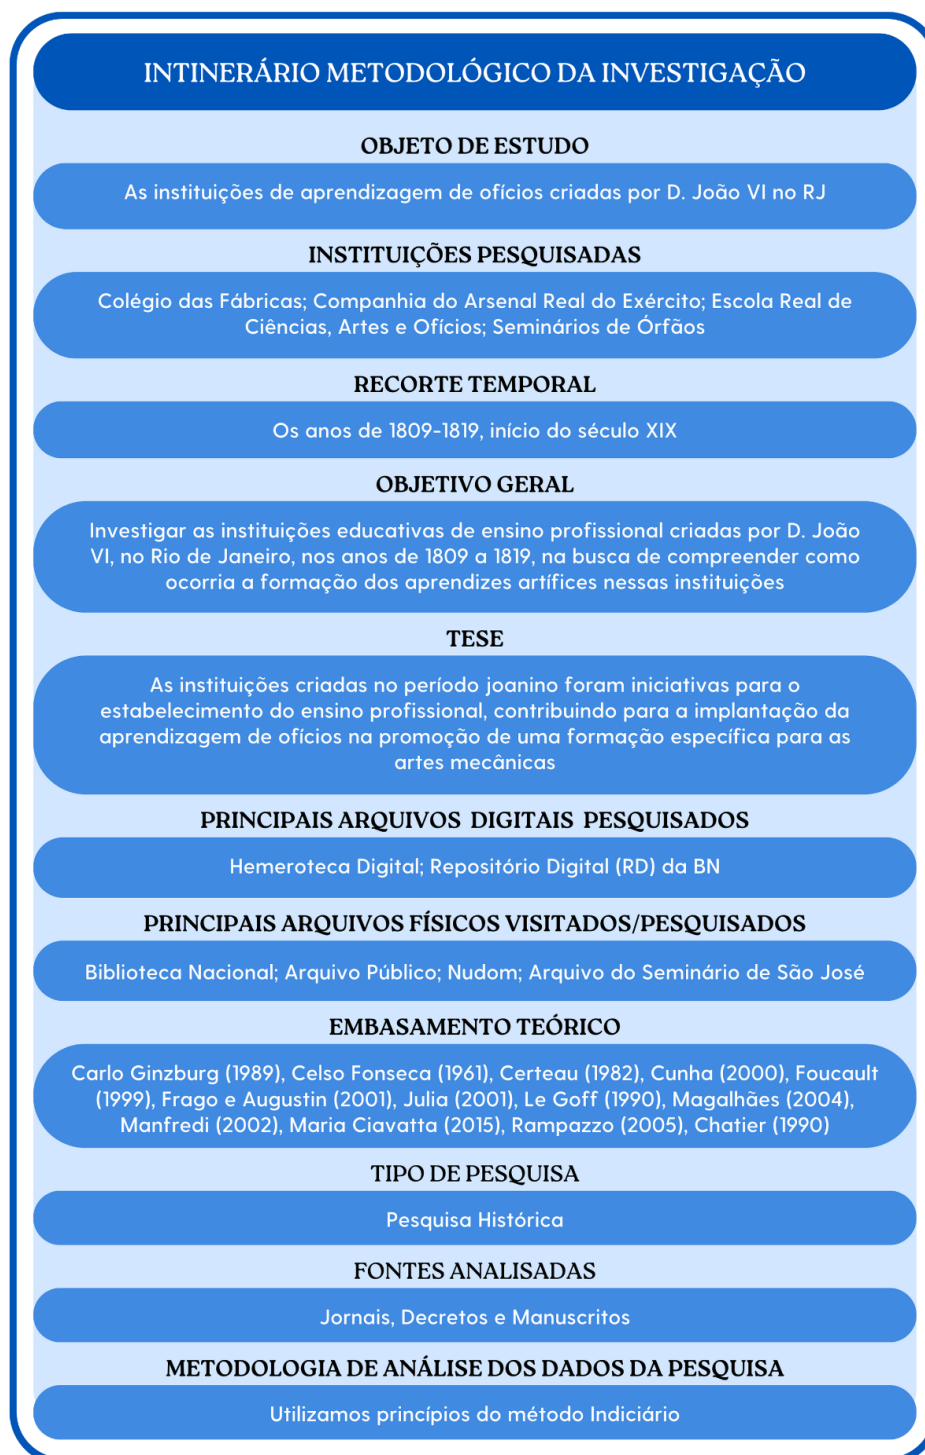 INTINERÁRIO METODOLÓGICO DA INVESTIGAÇÃO
OBJETO DE ESTUDO
As instituições de aprendizagem de ofícios criadas por D. João VI no RJ
INSTITUIÇÕES PESQUISADAS
Colégio das Fábricas; Companhia do Arsenal Real do Exército; Escola Real de
Ciências, Artes e Ofícios; Seminários de Órfãos
RECORTE TEMPORAL
Os anos de 1809-1819, início do século XIX
OBJETIVO GERAL
Investigar as instituições educativas de ensino profissional criadas por D. João
VI, no Rio de Janeiro, nos anos de 1809 a 1819, na busca de compreender como
ocorria a formação dos aprendizes artífices nessas instituições
TESE
As instituições criadas no período joanino foram iniciativas para o
estabelecimento do ensino profissional, contribuindo para a implantação da
aprendizagem de ofícios na promoção de uma formação específica para as
artes mecânicas
PRINCIPAIS ARQUIVOS DIGITAIS PESQUISADOS
Hemeroteca Digital; Repositório Digital (RD) da BN
PRINCIPAIS ARQUIVOS FÍSICOS VISITADOS/PESQUISADOS
Biblioteca Nacional; Arquivo Público; Nudom; Arquivo do Seminário de São José
EMBASAMENTO TEÓRICO
Carlo Ginzburg (1989), Celso Fonseca (1961), Certeau (1982), Cunha (2000), Foucault
(1999), Frago e Augustin (2001), Julia (2001), Le Goff (1990), Magalhães (2004),
Manfredi (2002), Maria Ciavatta (2015), Rampazzo (2005), Chatier (1990)
TIPO DE PESQUISA
Pesquisa Histórica
FONTES ANALISADAS
Jornais, Decretos e Manuscritos
METODOLOGIA DE ANÁLISE DOS DADOS DA PESQUISA
Utilizamos princípios do método Indiciário